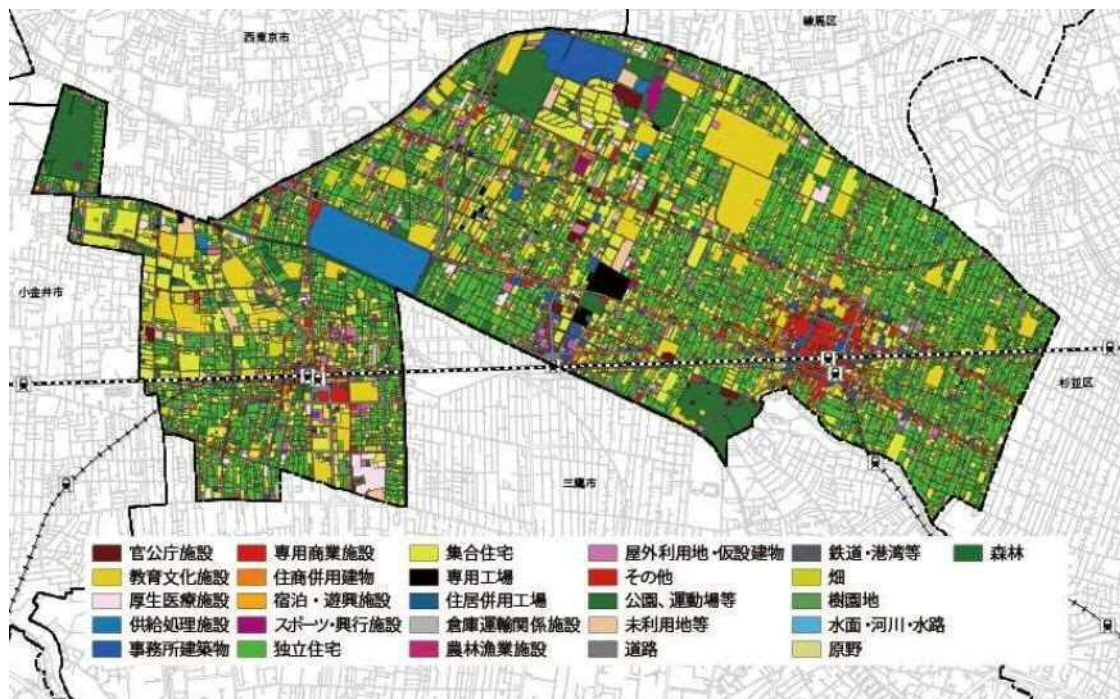 西東京市
練馬区
小金井市
杉並区
三鷹市
官公庁施設 専用商業施設 集合住宅 屋外利用地・仮設建物 鉄道・港湾等 森林
教育文化施設 住商併用建物 専用工場 その他 畑
厚生医療施設 宿泊・遊興施設 住居併用工場 公園、運動場等 樹園地
供給処理施設 スポーツ・興行施設 倉庫運輸関係施設 未利用地等 水面・河川・水路
事務所建築物 独立住宅 農林漁業施設 道路 原野